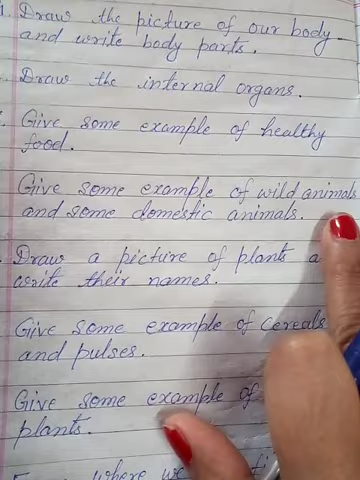 Draw the picture of our body
and write body parts.
Draw the internal organs.
Give some example of healthy
food.
Give some example of wild animals
and some domestic animals.
Draw a picture of plants a
write their names.
Give some example of cereals
and pulses.
Give some example of
plants.
where we